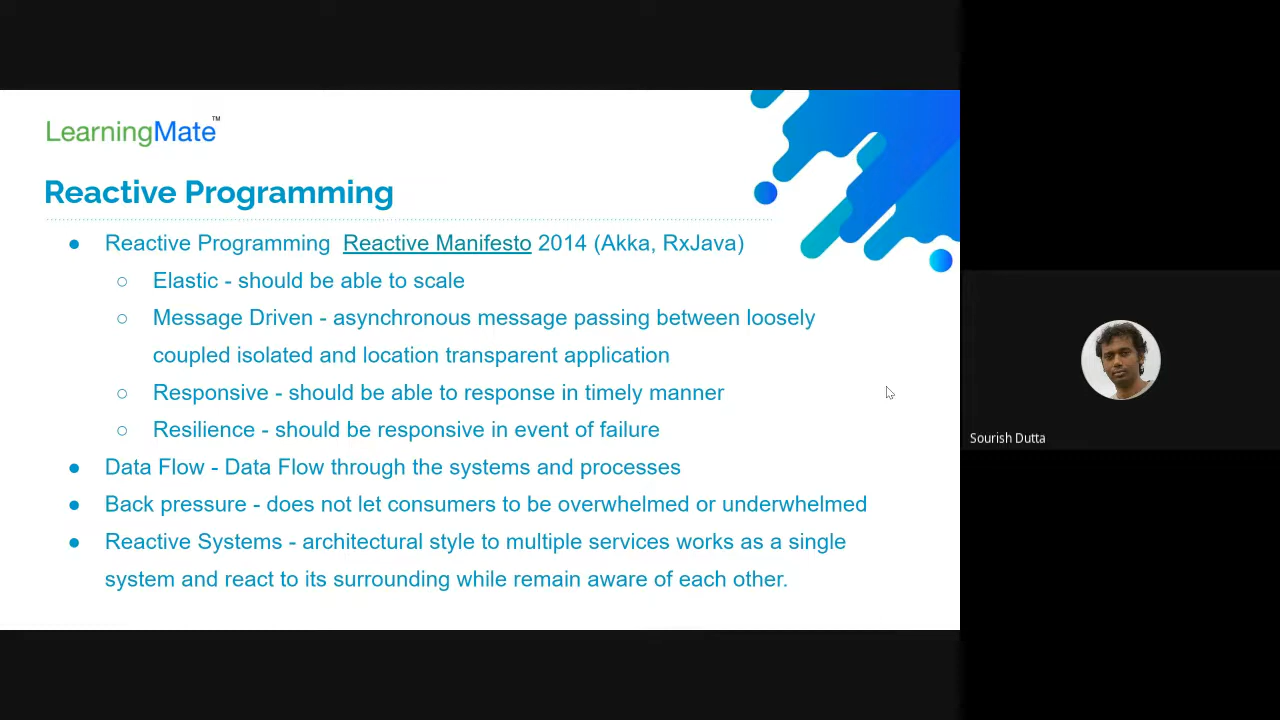 LearningMate™
Reactive Programming
● Reactive Programming Reactive Manifesto 2014 (Akka, RxJava)
○ Elastic - should be able to scale
○ Message Driven - asynchronous message passing between loosely
coupled isolated and location transparent application
○ Responsive - should be able to response in timely manner
○ Resilience - should be responsive in event of failure
● Data Flow - Data Flow through the systems and processes
● Back pressure - does not let consumers to be overwhelmed or underwhelmed
● Reactive Systems - architectural style to multiple services works as a single
system and react to its surrounding while remain aware of each other.
Sourish Dutta